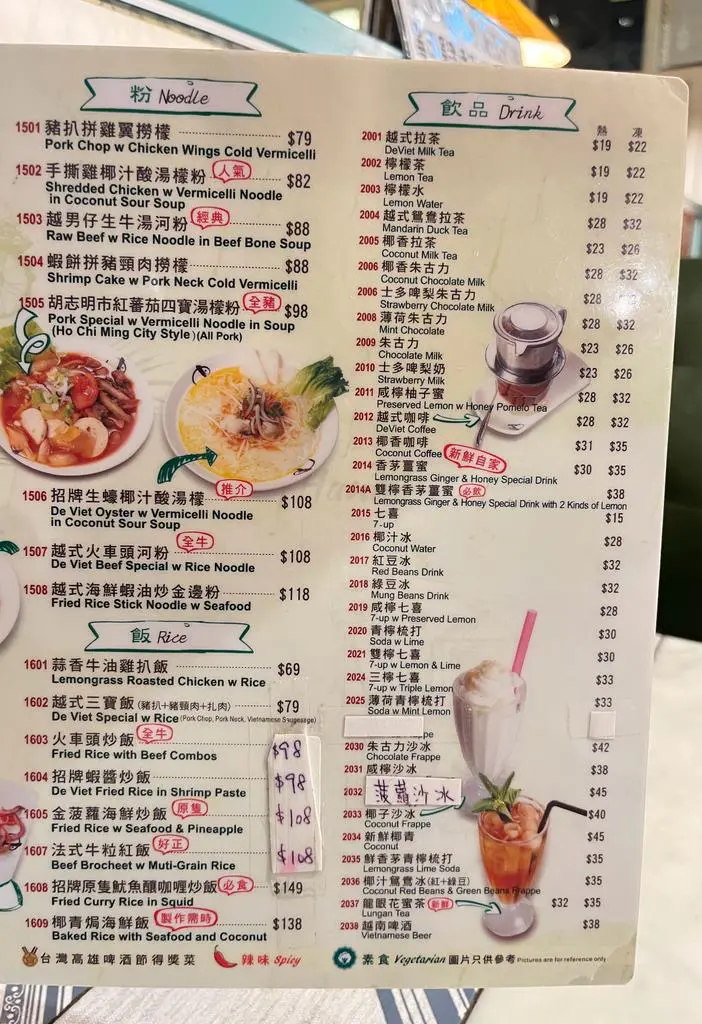 粉 Noodle
1501 豬扒拼雞翼撈檬 $79
Pork Chop w Chicken Wings Cold Vermicelli
1502 手撕雞椰汁酸湯檬粉 人氣 $82
Shredded Chicken w Vermicelli Noodle
in Coconut Sour Soup
1503 越男仔生牛湯河粉 經典 $88
Raw Beef w Rice Noodle in Beef Bone Soup
1504 蝦餅拼豬頸肉撈檬 $88
Shrimp Cake w Pork Neck Cold Vermicelli
1505 胡志明市紅蕃茄四寶湯檬粉 全豬 $98
Pork Special w Vermicelli Noodle in Soup
(Ho Chi Ming City Style)(All Pork)
1506 招牌生蠔椰汁酸湯檬 推介 $108
De Viet Oyster w Vermicelli Noodle
in Coconut Sour Soup
1507 越式火車頭河粉 全牛 $108
De Viet Beef Special w Rice Noodle
1508 越式海鮮蝦油炒金邊粉 $118
Fried Rice Stick Noodle w Seafood
飯 Rice
1601 蒜香牛油雞扒飯 $69
Lemongrass Roasted Chicken w Rice
1602 越式三寶飯 (豬扒+豬頸肉+扎肉) $79
De Viet Special w Rice (Pork Chop, Pork Neck, Vietnamese Saugeage)
1603 火車頭炒飯 全牛 $98
Fried Rice with Beef Combos
1604 招牌蝦醬炒飯 $98
De Viet Fried Rice in Shrimp Paste
1605 金菠蘿海鮮炒飯 原隻 $108
Fried Rice w Seafood & Pineapple
1607 法式牛粒紅飯 好正 $108
Beef Brochet w Muti-Grain Rice
1608 招牌原隻魷魚釀咖喱炒飯 必食 $149
Fried Curry Rice in Squid
1609 椰青焗海鮮飯 製作需時 $138
Baked Rice with Seafood and Coconut
飲品 Drink
熱 凍
2001 越式拉茶 $19 $22
DeViet Milk Tea
2002 檸檬茶 $19 $22
Lemon Tea
2003 檸檬水 $19 $22
Lemon Water
2004 越式鴛鴦拉茶 $28 $32
Mandarin Duck Tea
2005 椰香拉茶 $23 $26
Coconut Milk Tea
2006 椰香朱古力 $28 $32
Coconut Chocolate Milk
2006 士多啤梨朱古力 $28
Strawberry Chocolate Milk
2008 薄荷朱古力 $28 $32
Mint Chocolate
2009 朱古力 $23 $26
Chocolate Milk
2010 士多啤梨奶 $23 $26
Strawberry Milk
2011 咸檸柚子蜜 $28 $32
Preserved Lemon w Honey Pomelo Tea
2012 越式咖啡 $28 $32
DeViet Coffee
2013 椰香咖啡 $31 $35
Coconut Coffee
2014 香茅薑蜜 新鮮自家 $30 $35
Lemongrass Ginger & Honey Special Drink
2014A 雙檸香茅薑蜜 必飲 $38
Lemongrass Ginger & Honey Special Drink with 2 Kinds of Lemon
2015 七喜 $15
7-up
2016 椰汁冰 $28
Coconut Water
2017 紅豆冰 $32
Red Beans Drink
2018 綠豆冰 $32
Mung Beans Drink
2019 咸檸七喜 $28
7-up w Preserved Lemon
2020 青檸梳打 $30
Soda w Lime
2021 雙檸七喜 $30
7-up w Lemon & Lime
2024 三檸七喜 $33
7-up w Triple Lemon
2025 薄荷青檸梳打 $33
Soda w Mint Lemon
2030 朱古力沙冰 $42
Chocolate Frappe
2031 咸檸沙冰 $38
2032 菠蘿沙冰 $45
2033 椰子沙冰 $40
Coconut Frappe
2034 新鮮椰青 $45
Coconut
2035 鮮香茅青檸梳打 $35
Lemongrass Lime Soda
2036 椰汁鴛鴦冰(紅+綠豆) $35
Coconut Red Beans & Green Beans Frappe
2037 龍眼花蜜茶 新鮮 $32 $35
Lungan Tea
2038 越南啤酒 $38
Vietnamese Beer
台灣高雄啤酒節得獎菜 辣味 Spicy 素食 Vegetarian 圖片只供參考 Pictures are for reference only